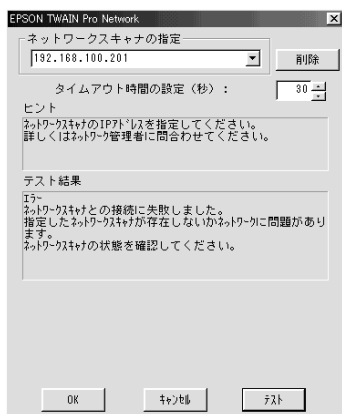 EPSON TWAIN Pro Network
ネットワークスキャナの指定
192.168.100.201
削除
タイムアウト時間の設定(秒):
30
ヒント
ネットワークスキャナのIPアドレスを指定してください。
詳しくはネットワーク管理者に問合わせてください。
テスト結果
エラー
ネットワークスキャナとの接続に失敗しました。
指定したネットワークスキャナが存在しないかネットワークに問題があり
ます。
ネットワークスキャナの状態を確認してください。
OK
キャンセル
テスト